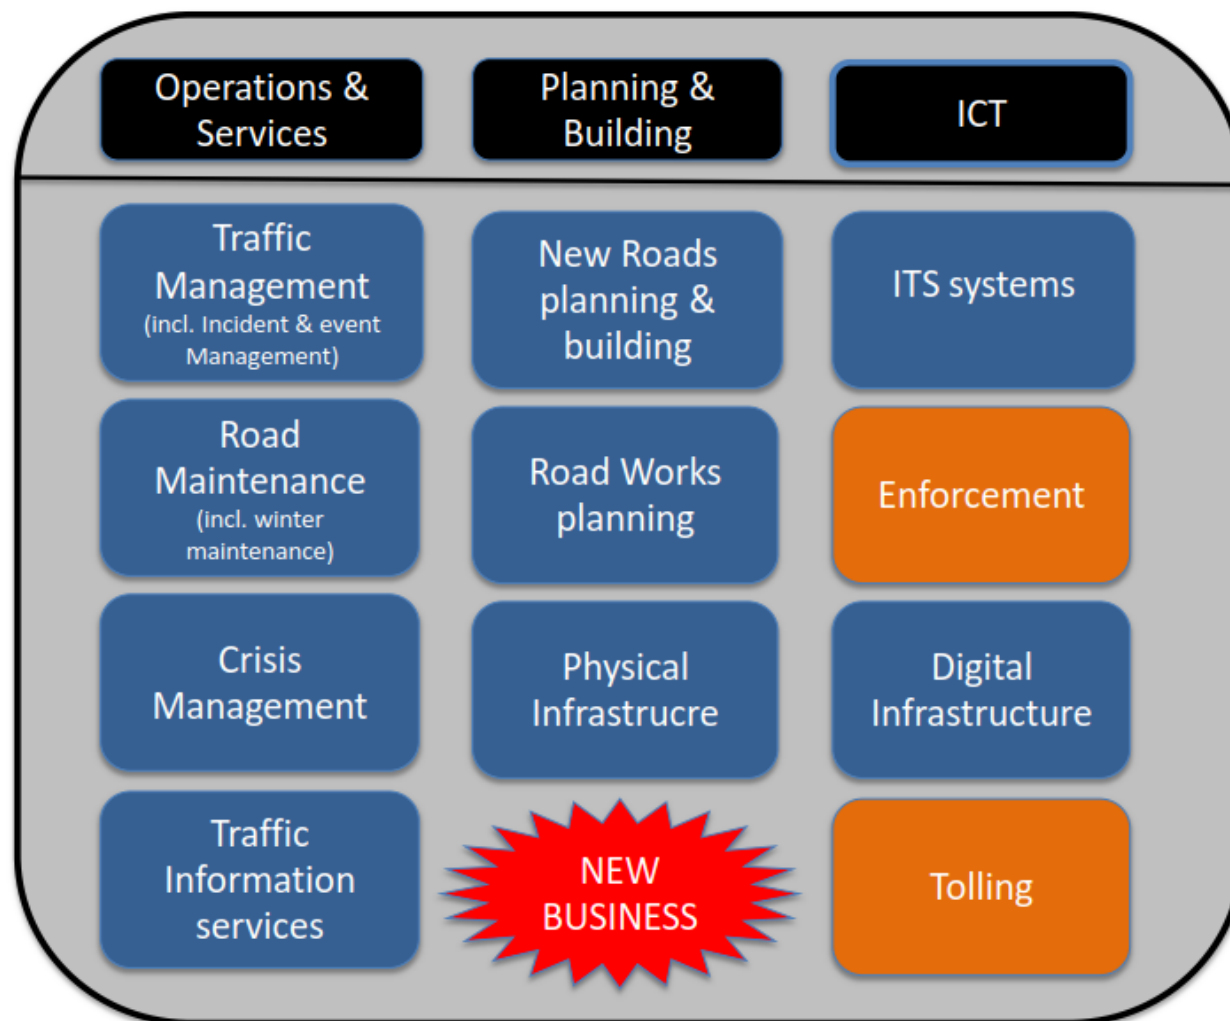 Operations &
Services
Planning &
Building
ICT
Traffic
Management
(incl. Incident & event
Management)
New Roads
planning &
building
ITS systems
Road
Maintenance
(incl. winter
maintenance)
Road Works
planning
Enforcement
Crisis
Management
Physical
Infrastrucre
Digital
Infrastructure
Traffic
Information
services
NEW
BUSINESS
Tolling